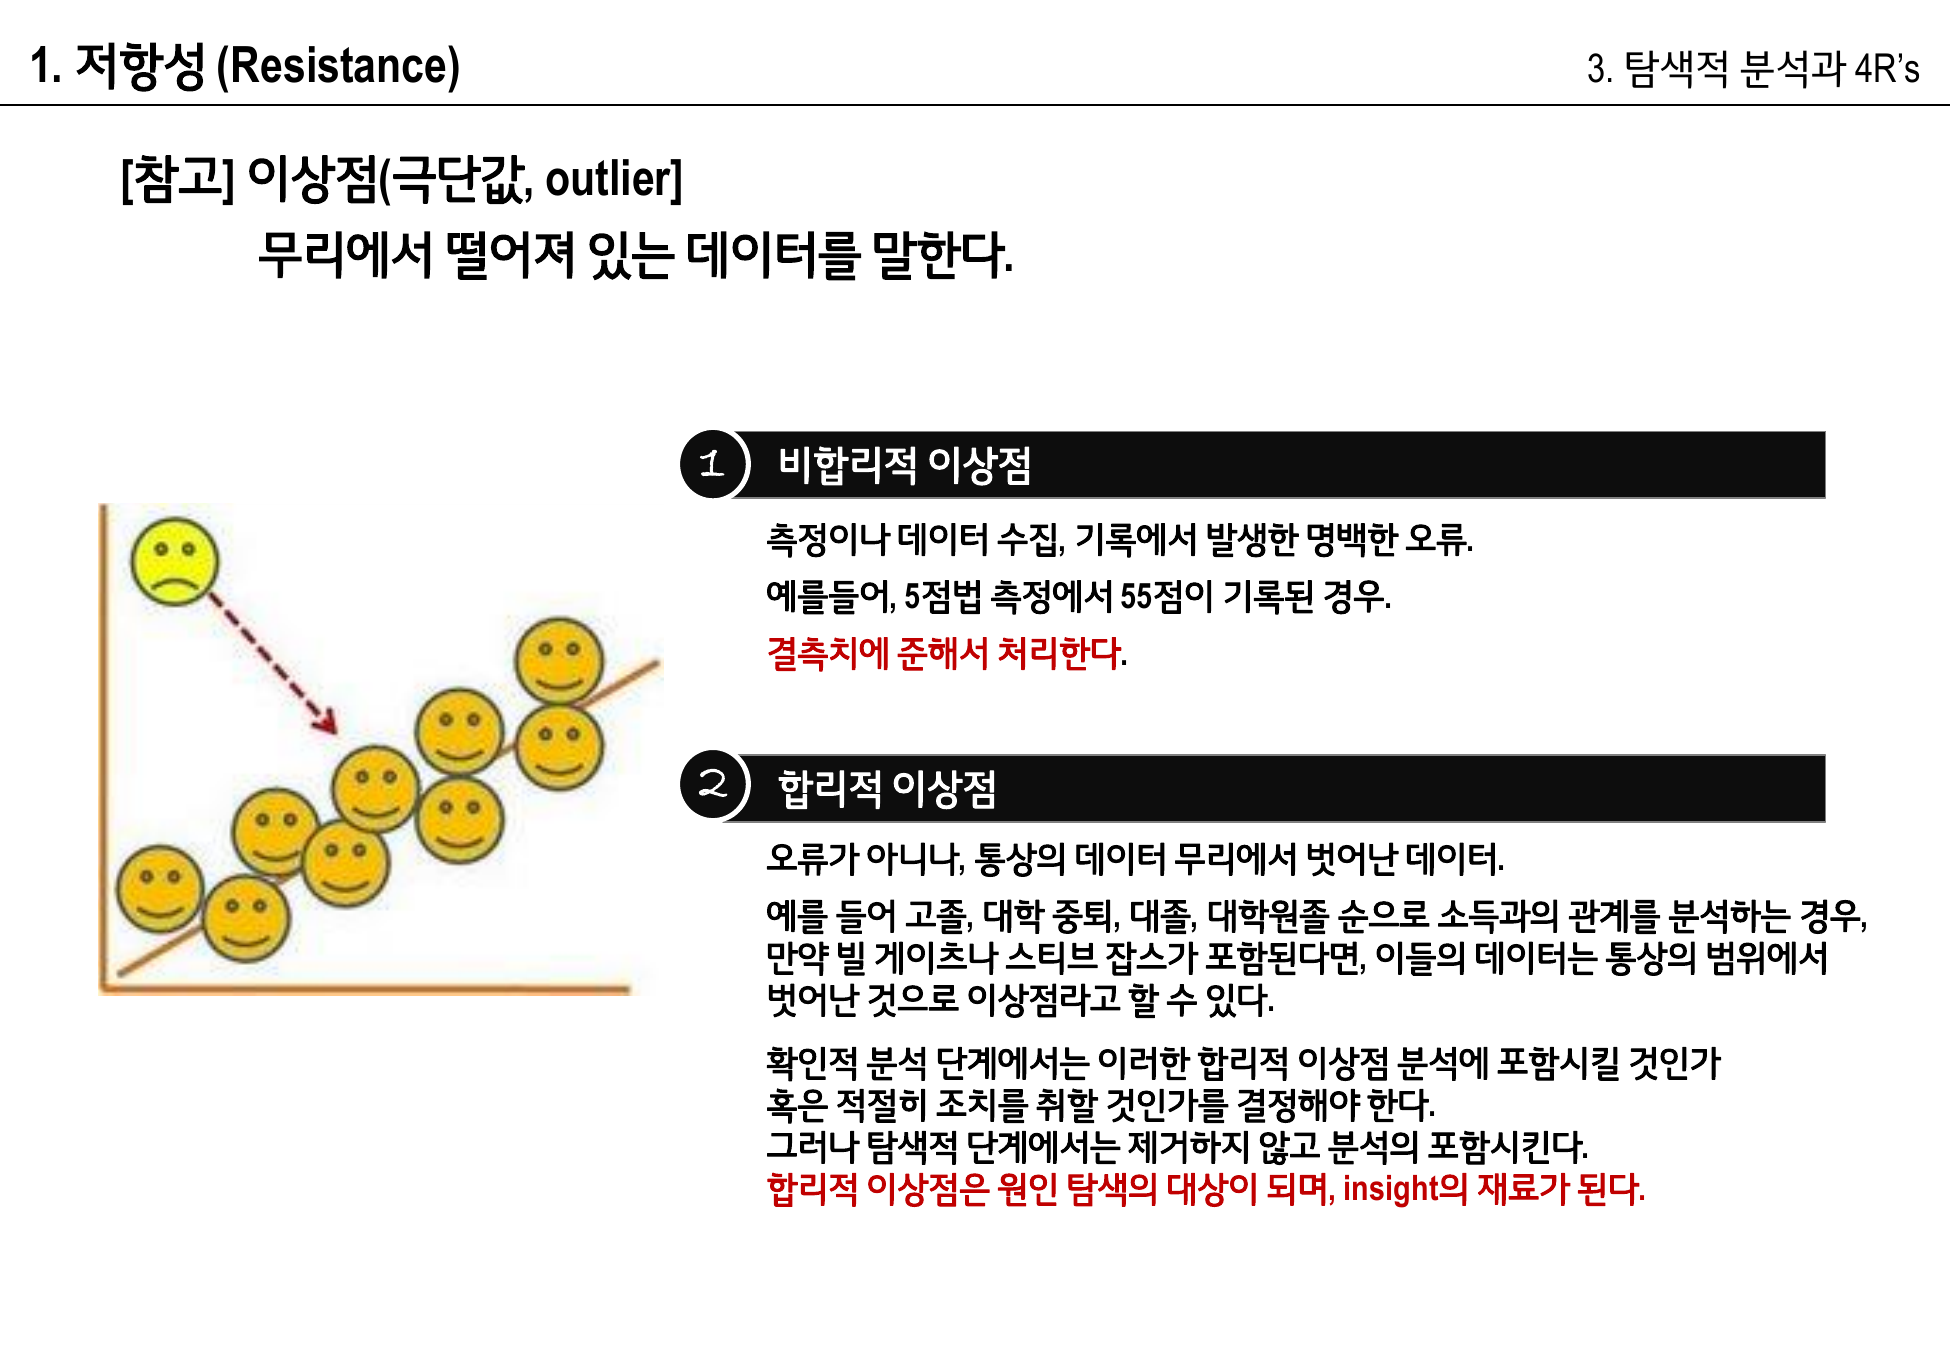 1. 저항성 (Resistance)
3. 탐색적 분석과 4R’s
[참고] 이상점(극단값, outlier]
무리에서 떨어져 있는 데이터를 말한다.
1 비합리적 이상점
측정이나 데이터 수집, 기록에서 발생한 명백한 오류.
예를들어, 5점법 측정에서 55점이 기록된 경우.
결측치에 준해서 처리한다.
2 합리적 이상점
오류가 아니나, 통상의 데이터 무리에서 벗어난 데이터.
예를 들어 고졸, 대학 중퇴, 대졸, 대학원졸 순으로 소득과의 관계를 분석하는 경우,
만약 빌 게이츠나 스티브 잡스가 포함된다면, 이들의 데이터는 통상의 범위에서
벗어난 것으로 이상점라고 할 수 있다.
확인적 분석 단계에서는 이러한 합리적 이상점 분석에 포함시킬 것인가
혹은 적절히 조치를 취할 것인가를 결정해야 한다.
그러나 탐색적 단계에서는 제거하지 않고 분석의 포함시킨다.
합리적 이상점은 원인 탐색의 대상이 되며, insight의 재료가 된다.